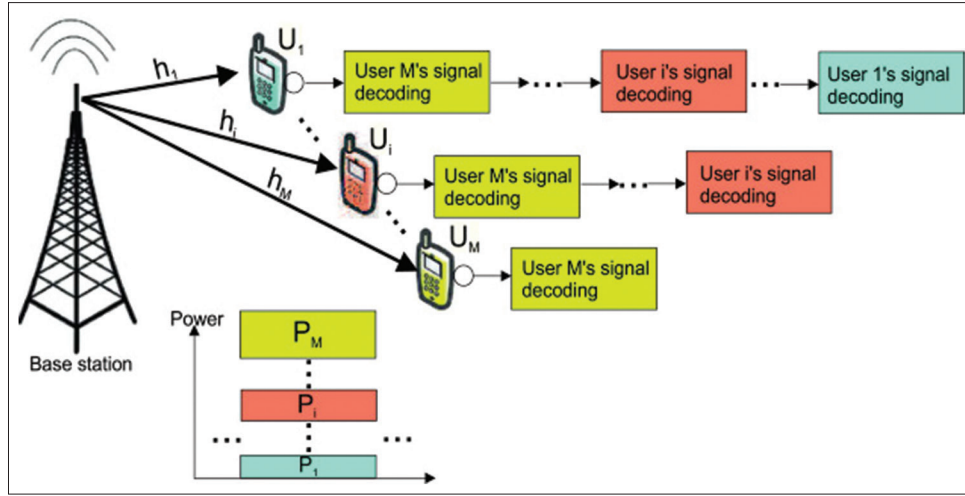 U1
h1
User M's signal
decoding
User i's signal
decoding
User 1's signal
decoding
hi
Ui
User M's signal
decoding
User i's signal
decoding
hM
UM
User M's signal
decoding
Base station
Power
PM
Pi
P1